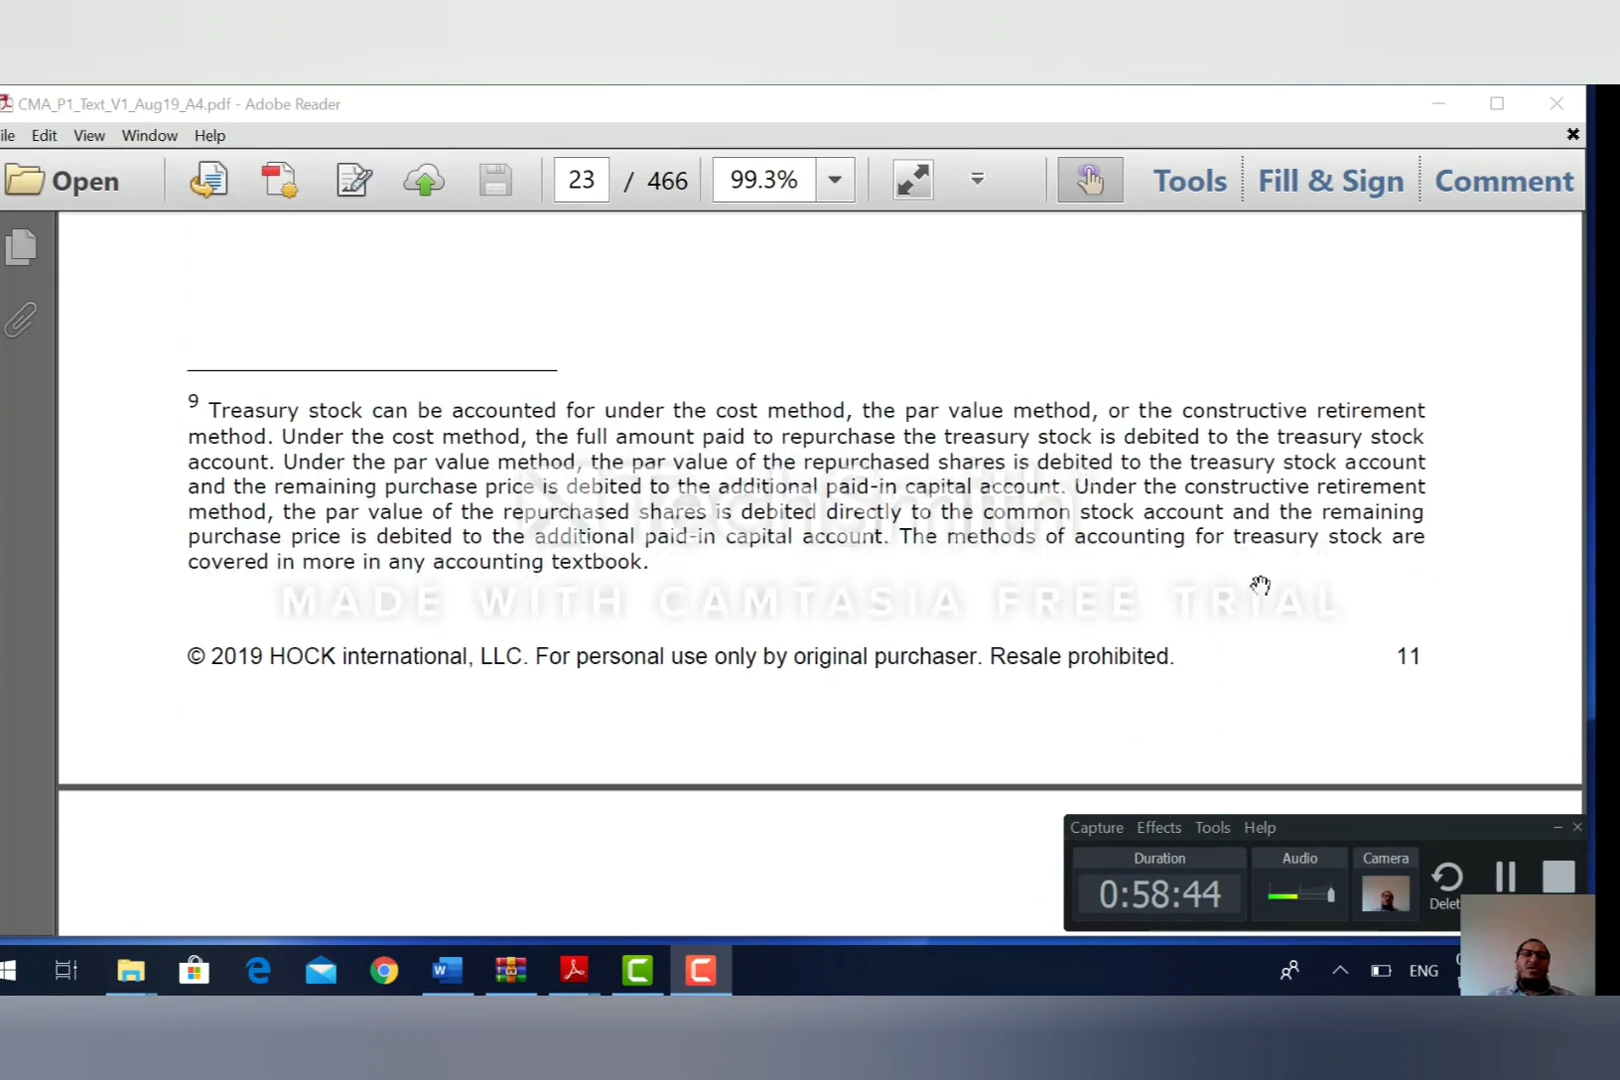 CMA_P1_Text_V1_Aug19_A4.pdf - Adobe Reader
ile Edit View Window Help
Open 23 / 466 99.3% Tools Fill & Sign Comment
9 Treasury stock can be accounted for under the cost method, the par value method, or the constructive retirement
method. Under the cost method, the full amount paid to repurchase the treasury stock is debited to the treasury stock
account. Under the par value method, the par value of the repurchased shares is debited to the treasury stock account
and the remaining purchase price is debited to the additional paid-in capital account. Under the constructive retirement
method, the par value of the repurchased shares is debited directly to the common stock account and the remaining
purchase price is debited to the additional paid-in capital account. The methods of accounting for treasury stock are
covered in more in any accounting textbook.
TechSmith
MADE WITH CAMTASIA FREE TRIAL
© 2019 HOCK international, LLC. For personal use only by original purchaser. Resale prohibited. 11
Capture Effects Tools Help
Duration Audio Camera
0:58:44
Delet
ENG